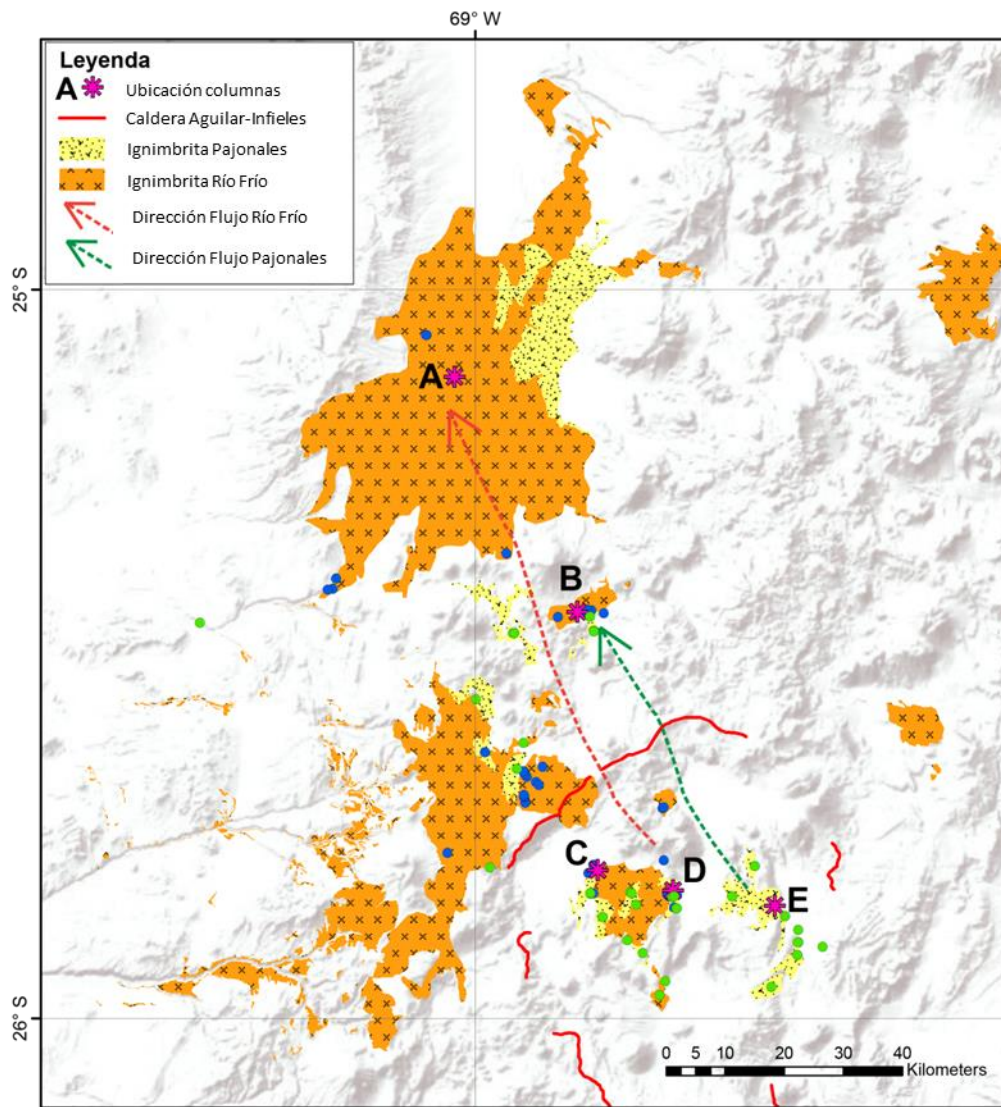 69° W
Leyenda
A Ubicación columnas
Caldera Aguilar-Infieles
Ignimbrita Pajonales
Ignimbrita Río Frío
Dirección Flujo Río Frío
Dirección Flujo Pajonales
25° S
A
B
C
D
E
26° S
0 5 10 20 30 40
Kilometers